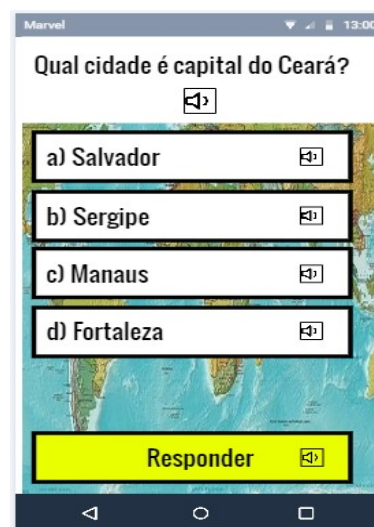 Marvel 13:00
Qual cidade é capital do Ceará?
a) Salvador
b) Sergipe
c) Manaus
d) Fortaleza
Responder